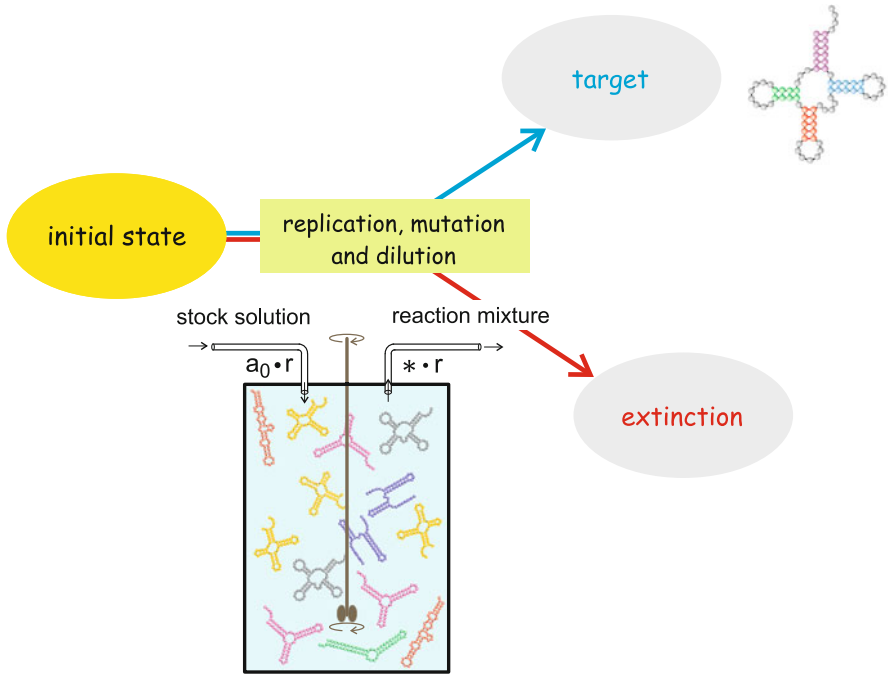 target
initial state
replication, mutation
and dilution
stock solution
reaction mixture
a₀•r
*•r
extinction